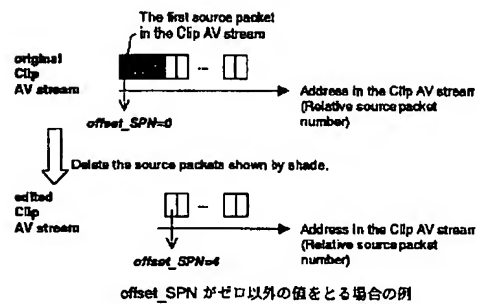 The first source packet
in the Clip AV stream
original
Clip
AV stream
Address in the Clip AV stream
(Relative source packet
number)
offset_SPN=0
Delete the source packets shown by shade.
edited
Clip
AV stream
Address in the Clip AV stream
(Relative source packet
number)
offset_SPN=4
offset_SPN がゼロ以外の値をとる場合の例